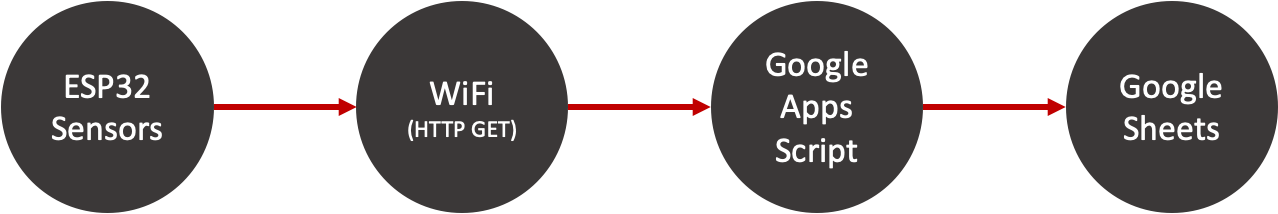 ESP32
Sensors
WiFi
(HTTP GET)
Google
Apps
Script
Google
Sheets